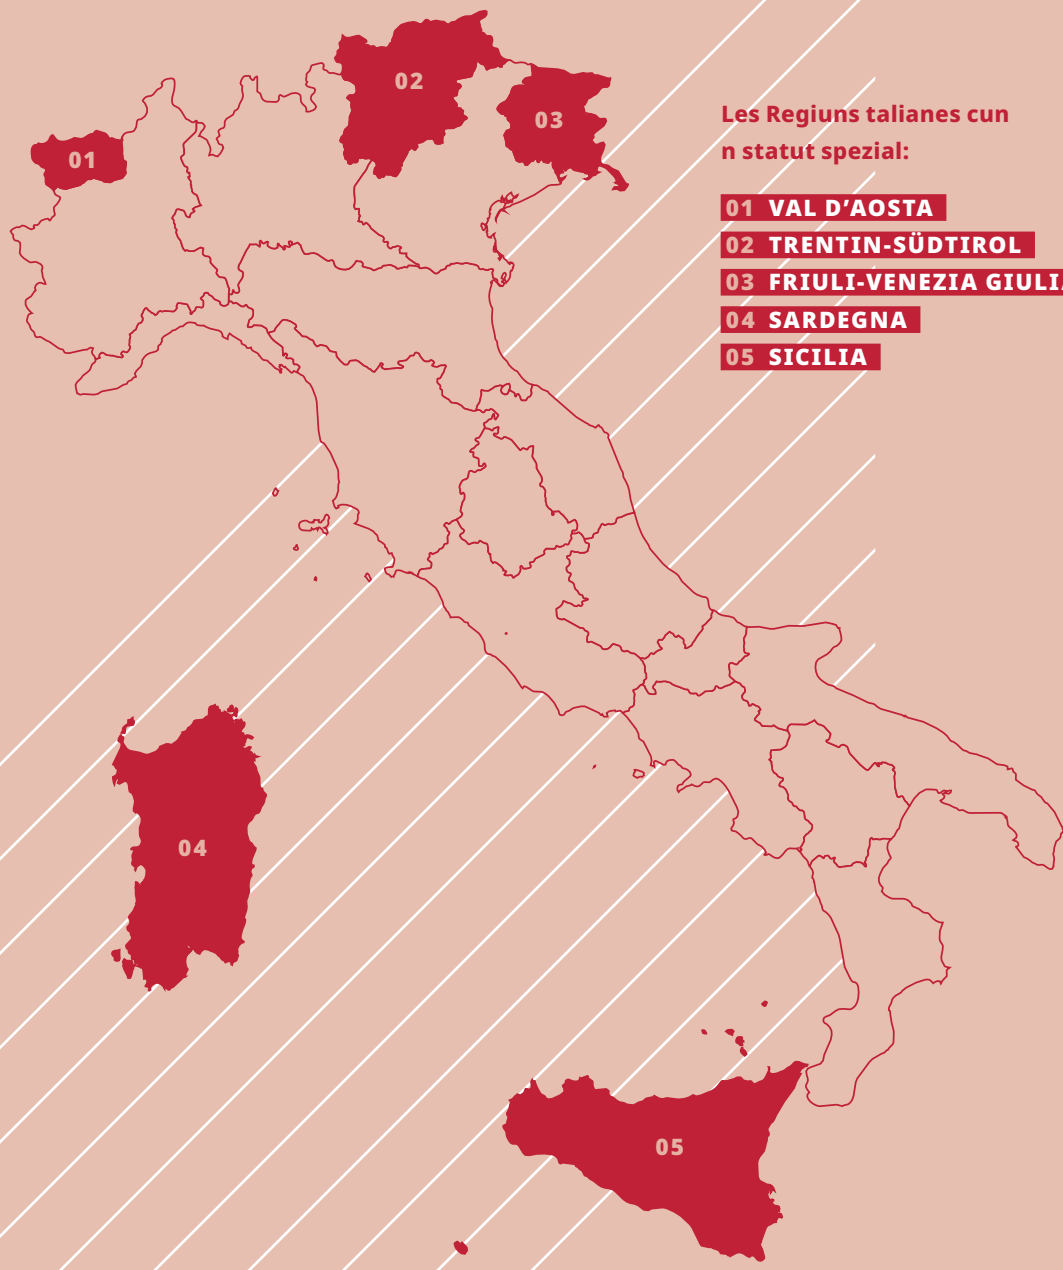 02
03
01
Les Regiuns talianes cun
n statut spezial:
01 VAL D’AOSTA
02 TRENTIN-SÜDTIROL
03 FRIULI-VENEZIA GIULIA
04 SARDEGNA
05 SICILIA
04
05